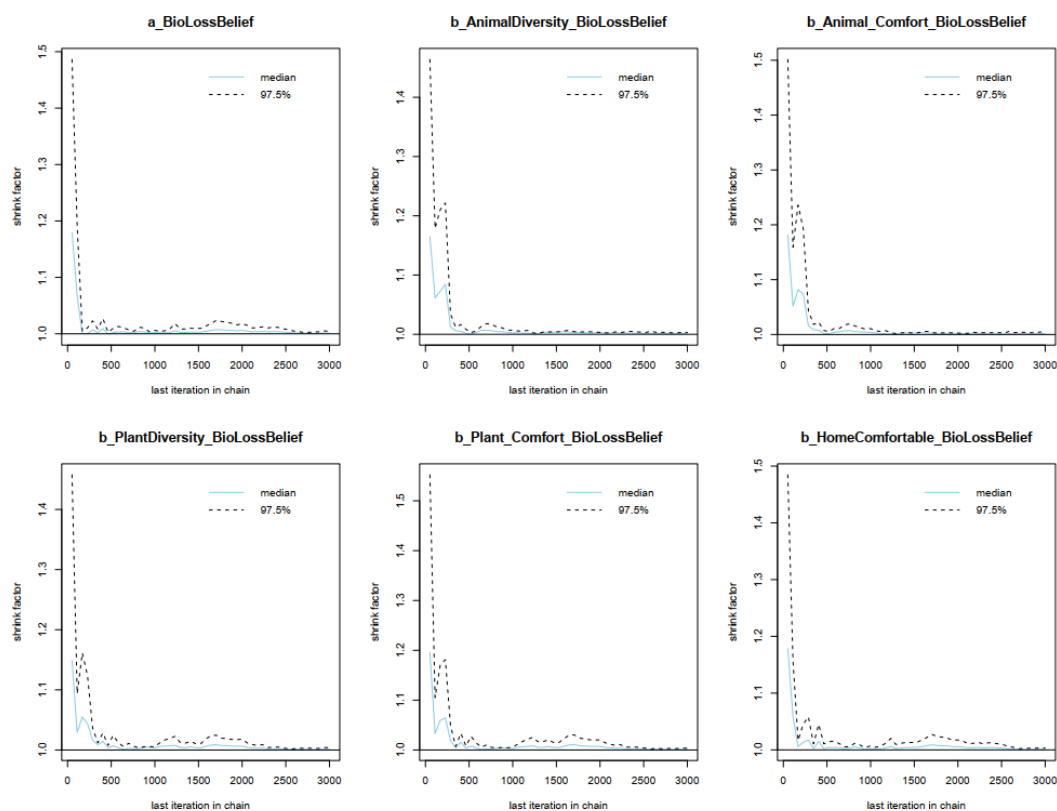 a_BioLossBelief
shrink factor
1.0 1.1 1.2 1.3 1.4 1.5
median
97.5%
0 500 1000 1500 2000 2500 3000
last iteration in chain
b_AnimalDiversity_BioLossBelief
shrink factor
1.0 1.1 1.2 1.3 1.4
median
97.5%
0 500 1000 1500 2000 2500 3000
last iteration in chain
b_Animal_Comfort_BioLossBelief
shrink factor
1.0 1.1 1.2 1.3 1.4 1.5
median
97.5%
0 500 1000 1500 2000 2500 3000
last iteration in chain
b_PlantDiversity_BioLossBelief
shrink factor
1.0 1.1 1.2 1.3 1.4
median
97.5%
0 500 1000 1500 2000 2500 3000
last iteration in chain
b_Plant_Comfort_BioLossBelief
shrink factor
1.0 1.1 1.2 1.3 1.4 1.5
median
97.5%
0 500 1000 1500 2000 2500 3000
last iteration in chain
b_HomeComfortable_BioLossBelief
shrink factor
1.0 1.1 1.2 1.3 1.4 1.5
median
97.5%
0 500 1000 1500 2000 2500 3000
last iteration in chain